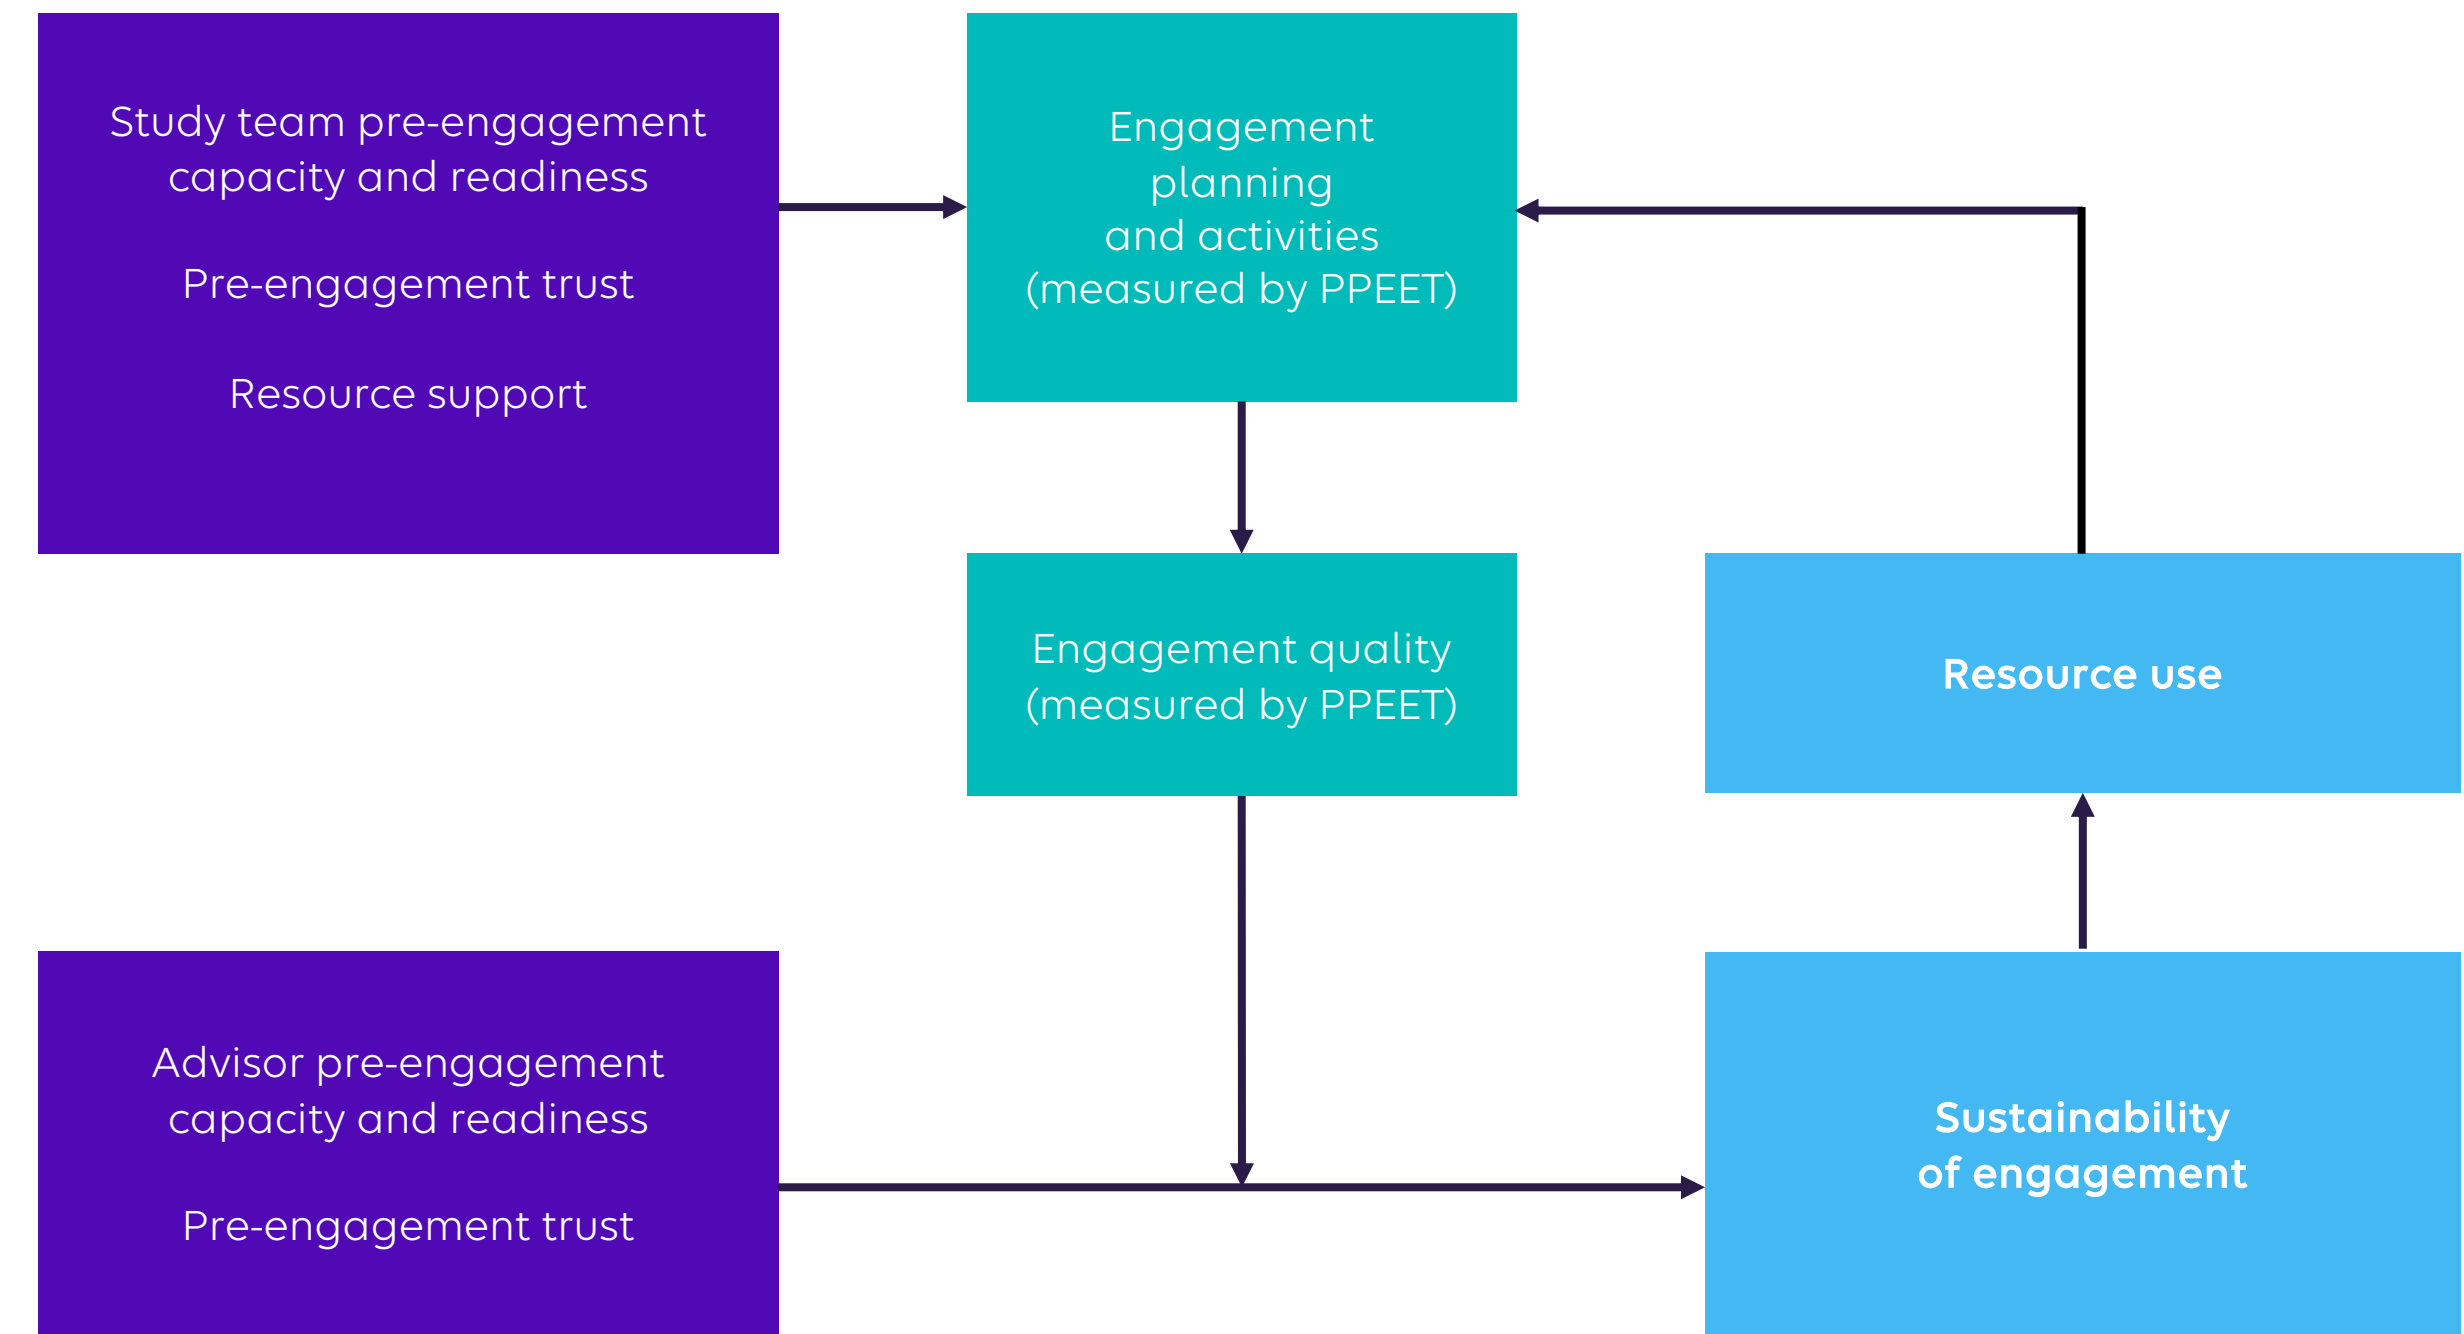 Study team pre-engagement
capacity and readiness
Pre-engagement trust
Resource support
Engagement
planning
and activities
(measured by PPEET)
Engagement quality
(measured by PPEET)
Resource use
Advisor pre-engagement
capacity and readiness
Pre-engagement trust
Sustainability
of engagement